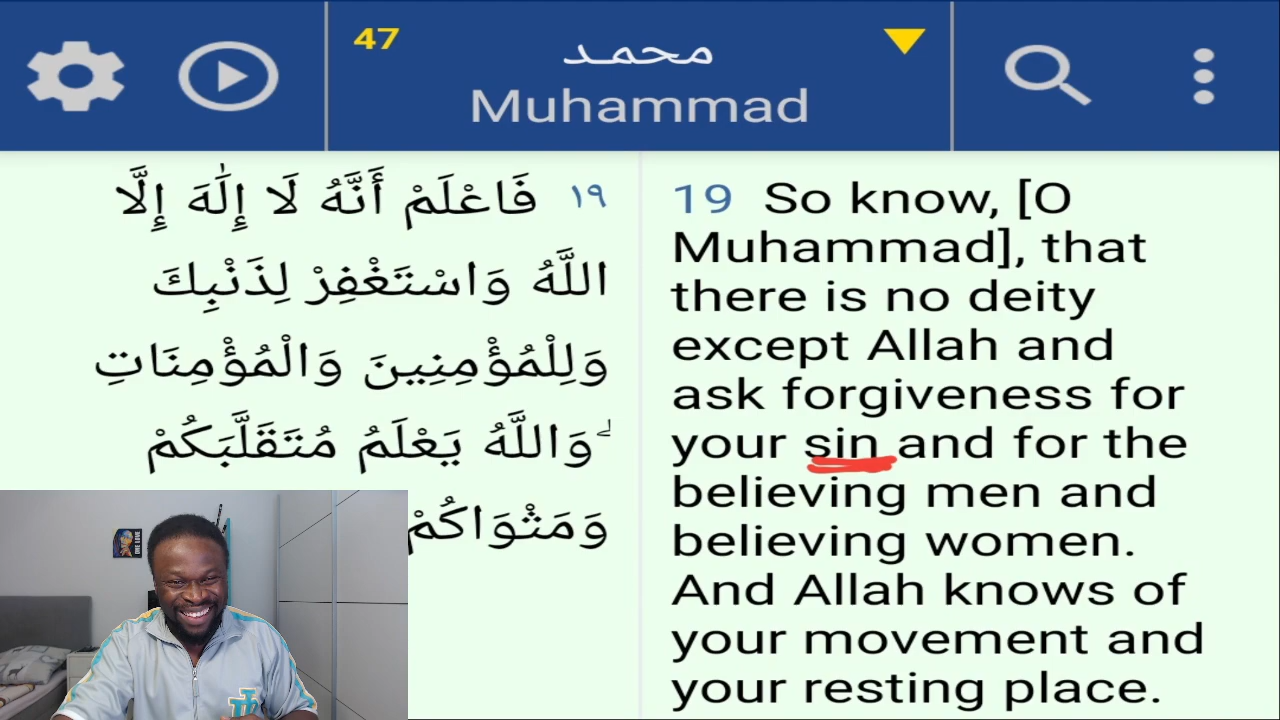 47
محمد
Muhammad
١٩ فَاعْلَمْ أَنَّهُ لَا إِلَٰهَ إِلَّا
اللَّهُ وَاسْتَغْفِرْ لِذَنْبِكَ
وَلِلْمُؤْمِنِينَ وَالْمُؤْمِنَاتِ
ۗ وَاللَّهُ يَعْلَمُ مُتَقَلَّبَكُمْ
وَمَثْوَاكُمْ
19 So know, [O
Muhammad], that
there is no deity
except Allah and
ask forgiveness for
your sin and for the
believing men and
believing women.
And Allah knows of
your movement and
your resting place.